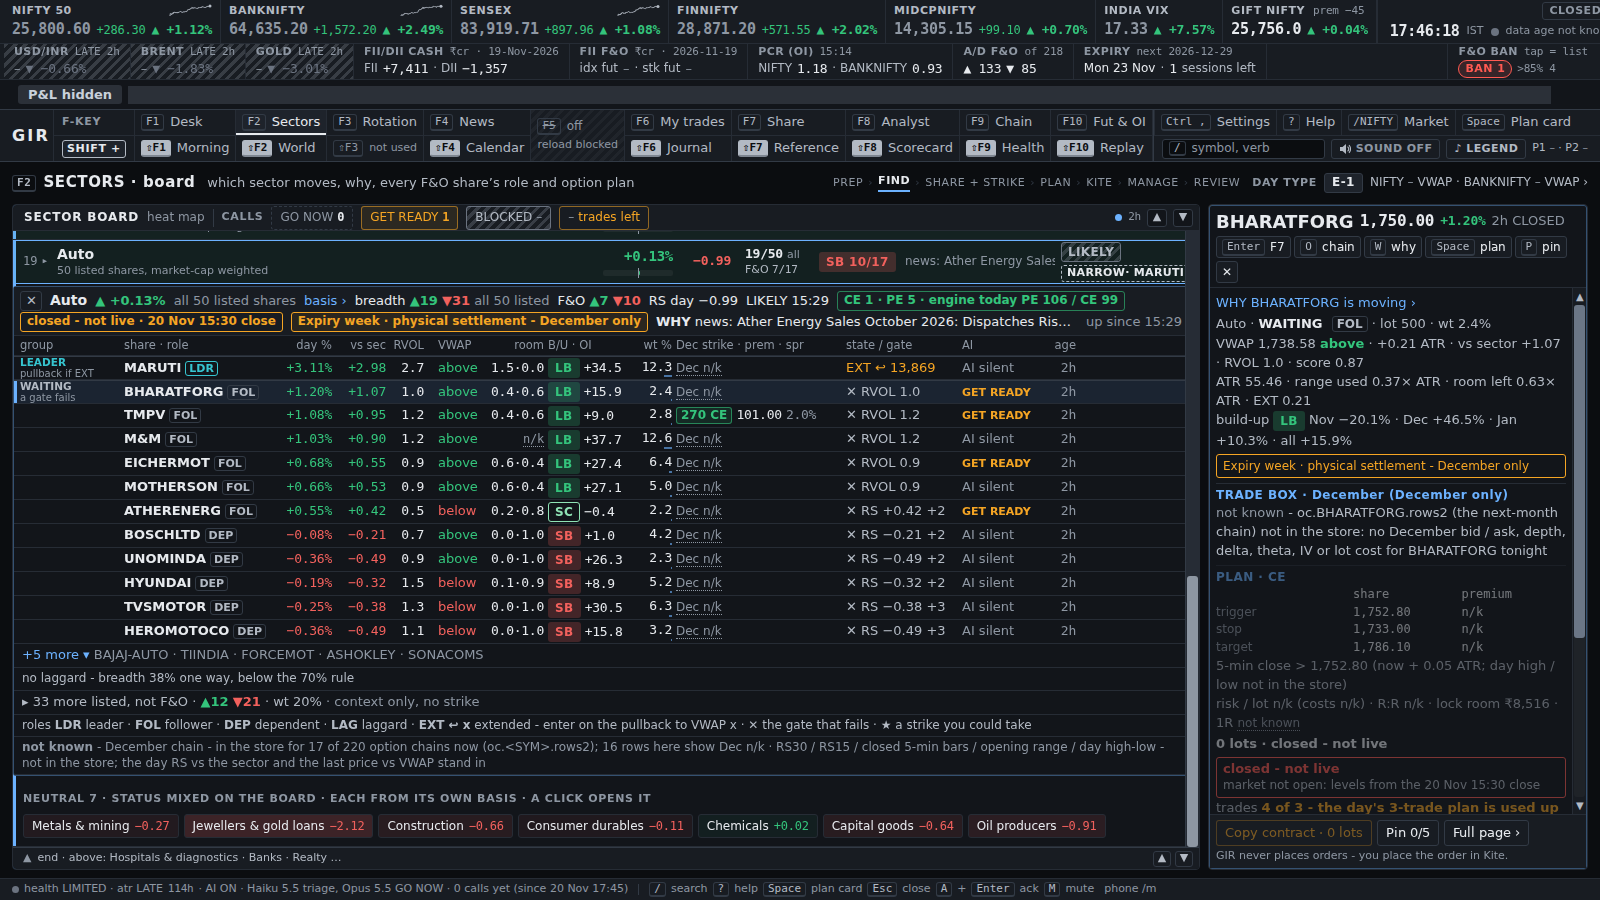 NIFTY 50
25,800.60 +286.30 ▲ +1.12%
BANKNIFTY
64,635.20 +1,572.20 ▲ +2.49%
SENSEX
83,919.71 +897.96 ▲ +1.08%
FINNIFTY
28,871.20 +571.55 ▲ +2.02%
MIDCPNIFTY
14,305.15 +99.10 ▲ +0.70%
INDIA VIX
17.33 ▲ +7.57%
GIFT NIFTY prem −45
25,756.0 ▲ +0.04%
CLOSED
17:46:18 IST ● data age not kno
USD/INR LATE 2h
– ▼ −0.66%
BRENT LATE 2h
– ▼ −1.83%
GOLD LATE 2h
– ▼ −3.01%
FII/DII CASH ₹cr · 19-Nov-2026
FII +7,411 · DII −1,357
FII F&O ₹cr · 2026-11-19
idx fut – · stk fut –
PCR (OI) 15:14
NIFTY 1.18 · BANKNIFTY 0.93
A/D F&O of 218
▲ 133 ▼ 85
EXPIRY next 2026-12-29
Mon 23 Nov · 1 sessions left
F&O BAN tap = list
BAN 1 >85% 4
P&L hidden
GIR
F-KEY F1 Desk F2 Sectors F3 Rotation F4 News F5 off F6 My trades F7 Share F8 Analyst F9 Chain F10 Fut & OI Ctrl , Settings ? Help /NIFTY Market Space Plan card
SHIFT + ⇧F1 Morning ⇧F2 World ⇧F3 not used ⇧F4 Calendar reload blocked ⇧F6 Journal ⇧F7 Reference ⇧F8 Scorecard ⇧F9 Health ⇧F10 Replay / symbol, verb SOUND OFF ♪ LEGEND P1 – · P2 –
F2 SECTORS · board which sector moves, why, every F&O share's role and option plan
PREP › FIND › SHARE + STRIKE › PLAN › KITE › MANAGE › REVIEW DAY TYPE E-1 NIFTY – VWAP · BANKNIFTY – VWAP ›
SECTOR BOARD heat map CALLS GO NOW 0 GET READY 1 BLOCKED – – trades left ● 2h ▲ ▼
19 ▸ Auto
50 listed shares, market-cap weighted
+0.13% −0.99 19/50 all
F&O 7/17
SB 10/17 news: Ather Energy Sales
LIKELY
NARROW· MARUTI
✕ Auto ▲ +0.13% all 50 listed shares basis › breadth ▲19 ▼31 all 50 listed F&O ▲7 ▼10 RS day −0.99 LIKELY 15:29 CE 1 · PE 5 · engine today PE 106 / CE 99
closed - not live · 20 Nov 15:30 close Expiry week · physical settlement - December only WHY news: Ather Energy Sales October 2026: Dispatches Ris… up since 15:29
group share · role day % vs sec RVOL VWAP room B/U · OI wt % Dec strike · prem · spr state / gate AI age
LEADER
pullback if EXT
MARUTI LDR +3.11% +2.98 2.7 above 1.5·0.0 LB +34.5 12.3 Dec n/k EXT ↩ 13,869 AI silent 2h
WAITING
a gate fails
BHARATFORG FOL +1.20% +1.07 1.0 above 0.4·0.6 LB +15.9 2.4 Dec n/k ✕ RVOL 1.0 GET READY 2h
TMPV FOL +1.08% +0.95 1.2 above 0.4·0.6 LB +9.0 2.8 270 CE 101.00 2.0% ✕ RVOL 1.2 GET READY 2h
M&M FOL +1.03% +0.90 1.2 above n/k LB +37.7 12.6 Dec n/k ✕ RVOL 1.2 AI silent 2h
EICHERMOT FOL +0.68% +0.55 0.9 above 0.6·0.4 LB +27.4 6.4 Dec n/k ✕ RVOL 0.9 GET READY 2h
MOTHERSON FOL +0.66% +0.53 0.9 above 0.6·0.4 LB +27.1 5.0 Dec n/k ✕ RVOL 0.9 AI silent 2h
ATHERENERG FOL +0.55% +0.42 0.5 below 0.2·0.8 SC −0.4 2.2 Dec n/k ✕ RS +0.42 +2 GET READY 2h
BOSCHLTD DEP −0.08% −0.21 0.7 above 0.0·1.0 SB +1.0 4.2 Dec n/k ✕ RS −0.21 +2 AI silent 2h
UNOMINDA DEP −0.36% −0.49 0.9 above 0.0·1.0 SB +26.3 2.3 Dec n/k ✕ RS −0.49 +2 AI silent 2h
HYUNDAI DEP −0.19% −0.32 1.5 below 0.1·0.9 SB +8.9 5.2 Dec n/k ✕ RS −0.32 +2 AI silent 2h
TVSMOTOR DEP −0.25% −0.38 1.3 below 0.0·1.0 SB +30.5 6.3 Dec n/k ✕ RS −0.38 +3 AI silent 2h
HEROMOTOCO DEP −0.36% −0.49 1.1 below 0.0·1.0 SB +15.8 3.2 Dec n/k ✕ RS −0.49 +3 AI silent 2h
+5 more ▾ BAJAJ-AUTO · TIINDIA · FORCEMOT · ASHOKLEY · SONACOMS
no laggard - breadth 38% one way, below the 70% rule
▸ 33 more listed, not F&O · ▲12 ▼21 · wt 20% · context only, no strike
roles LDR leader · FOL follower · DEP dependent · LAG laggard · EXT ↩ x extended - enter on the pullback to VWAP x · ✕ the gate that fails · ★ a strike you could take
not known - December chain - in the store for 17 of 220 option chains now (oc.<SYM>.rows2); 16 rows here show Dec n/k · RS30 / RS15 / closed 5-min bars / opening range / day high-low -
not in the store; the day RS vs the sector and the last price vs VWAP stand in
NEUTRAL 7 · STATUS MIXED ON THE BOARD · EACH FROM ITS OWN BASIS · A CLICK OPENS IT
Metals & mining −0.27 Jewellers & gold loans −2.12 Construction −0.66 Consumer durables −0.11 Chemicals +0.02 Capital goods −0.64 Oil producers −0.91
▲ end · above: Hospitals & diagnostics · Banks · Realty … ▲ ▼
BHARATFORG 1,750.00 +1.20% 2h CLOSED
Enter F7 O chain W why Space plan P pin
✕
WHY BHARATFORG is moving ›
Auto · WAITING FOL · lot 500 · wt 2.4%
VWAP 1,738.58 above · +0.21 ATR · vs sector +1.07
· RVOL 1.0 · score 0.87
ATR 55.46 · range used 0.37× ATR · room left 0.63×
ATR · EXT 0.21
build-up LB Nov −20.1% · Dec +46.5% · Jan
+10.3% · all +15.9%
Expiry week · physical settlement - December only
TRADE BOX · December (December only)
not known - oc.BHARATFORG.rows2 (the next-month
chain) not in the store: no December bid / ask, depth,
delta, theta, IV or lot cost for BHARATFORG tonight
PLAN · CE
share premium
trigger 1,752.80 n/k
stop 1,733.00 n/k
target 1,786.10 n/k
5-min close > 1,752.80 (now + 0.05 ATR; day high /
low not in the store)
risk / lot n/k (costs n/k) · R:R n/k · lock room ₹8,516 ·
1R not known
0 lots · closed - not live
closed - not live
market not open: levels from the 20 Nov 15:30 close
trades 4 of 3 - the day's 3-trade plan is used up
Copy contract · 0 lots Pin 0/5 Full page ›
GIR never places orders - you place the order in Kite.
● health LIMITED · atr LATE 114h · AI ON · Haiku 5.5 triage, Opus 5.5 GO NOW · 0 calls yet (since 20 Nov 17:45) / search ? help Space plan card Esc close A + Enter ack M mute phone /m